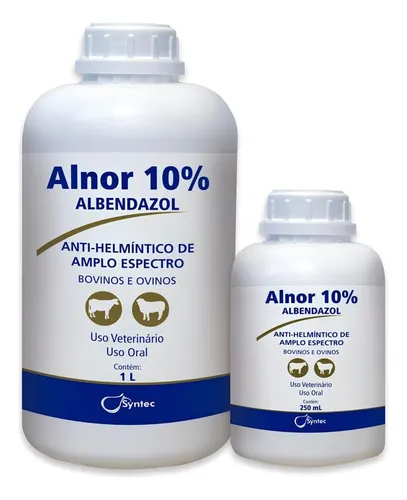 Alnor 10%
ALBENDAZOL
ANTI-HELMÍNTICO DE
AMPLO ESPECTRO
BOVINOS E OVINOS
Uso Veterinário
Uso Oral
Contém:
1 L
Syntec
Alnor 10%
ALBENDAZOL
ANTI-HELMÍNTICO DE
AMPLO ESPECTRO
BOVINOS E OVINOS
Uso Veterinário
Uso Oral
Contém:
250 mL
Syntec